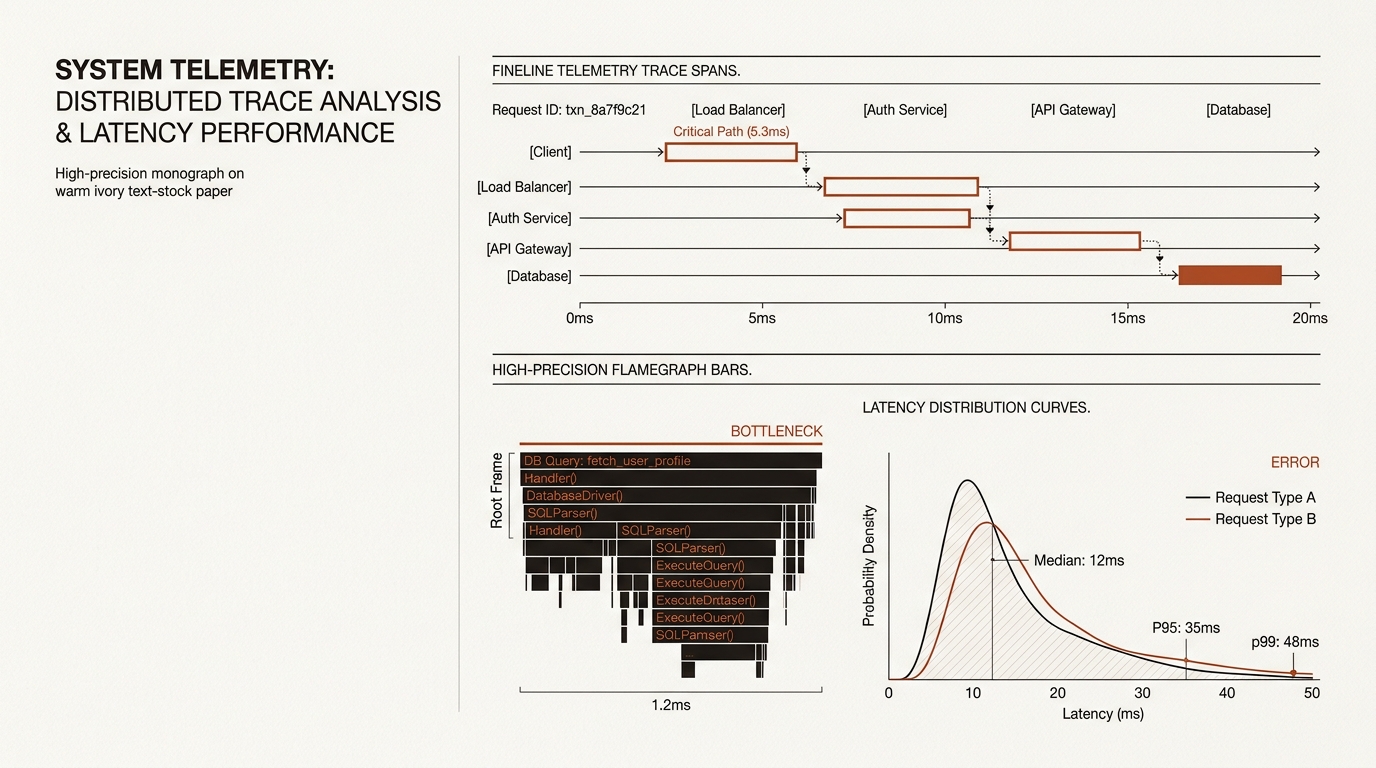 SYSTEM TELEMETRY:
DISTRIBUTED TRACE ANALYSIS
& LATENCY PERFORMANCE
High-precision monograph on
warm ivory text-stock paper
FINELINE TELEMETRY TRACE SPANS.
Request ID: txn_8a7f9c21 [Load Balancer] [Auth Service] [API Gateway] [Database]
Critical Path (5.3ms)
[Client]
[Load Balancer]
[Auth Service]
[API Gateway]
[Database]
0ms 5ms 10ms 15ms 20ms
HIGH-PRECISION FLAMEGRAPH BARS.
BOTTLENECK
Root Frame
DB Query: fetch_user_profile
Handler()
DatabaseDriver()
SQLParser()
Handler() SQLParser()
SOLParser()
ExecuteQuery()
ExecuteQuery()
ExecuteDrtaser()
ExecuteQuery()
SQLPamser()
...
1.2ms
LATENCY DISTRIBUTION CURVES.
ERROR
Request Type A
Request Type B
Probability Density
Median: 12ms
P95: 35ms
p99: 48ms
0 10 20 30 40 50
Latency (ms)